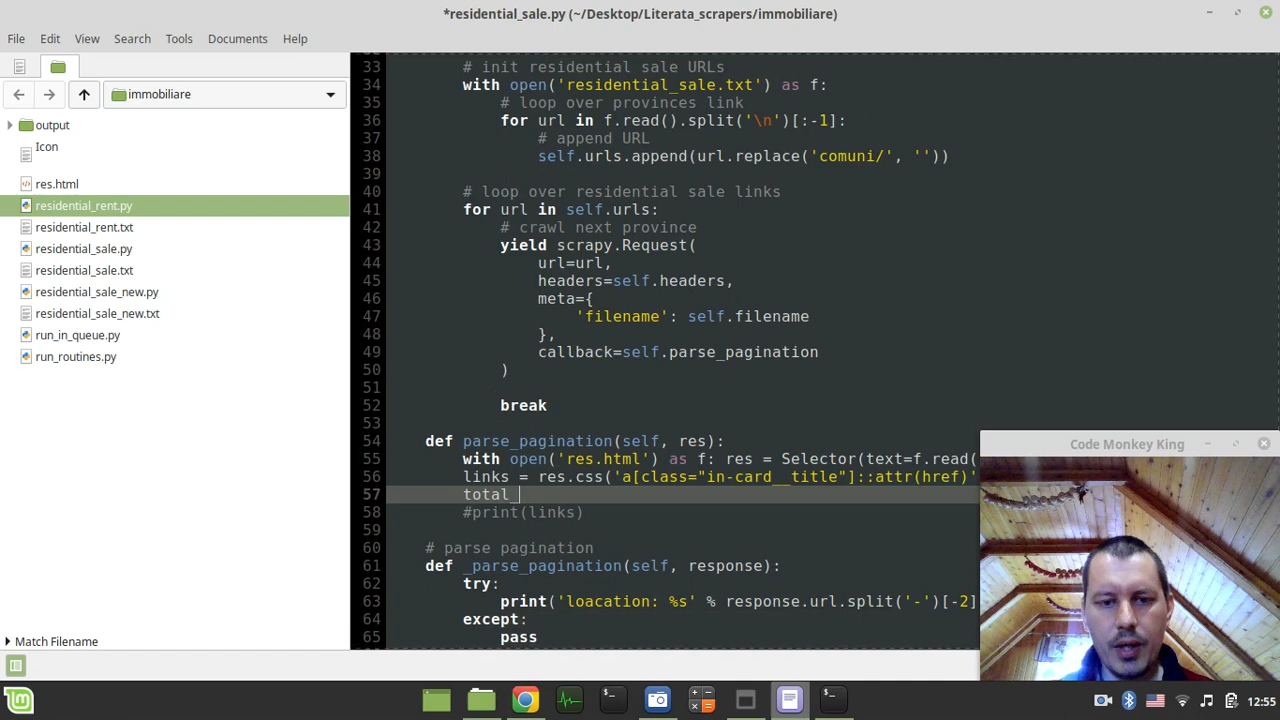 *residential_sale.py (~/Desktop/Literata_scrapers/immobiliare)
File Edit View Search Tools Documents Help
immobiliare
output
Icon
res.html
residential_rent.py
residential_rent.txt
residential_sale.py
residential_sale.txt
residential_sale_new.py
residential_sale_new.txt
run_in_queue.py
run_routines.py
Match Filename
33 # init residential sale URLs
34 with open('residential_sale.txt') as f:
35 # loop over provinces link
36 for url in f.read().split('\n')[:-1]:
37 # append URL
38 self.urls.append(url.replace('comuni/', ''))
39
40 # loop over residential sale links
41 for url in self.urls:
42 # crawl next province
43 yield scrapy.Request(
44 url=url,
45 headers=self.headers,
46 meta={
47 'filename': self.filename
48 },
49 callback=self.parse_pagination
50 )
51
52 break
53
54 def parse_pagination(self, res):
55 with open('res.html') as f: res = Selector(text=f.read(
56 links = res.css('a[class="in-card__title"]::attr(href)'
57 total_
58 #print(links)
59
60 # parse pagination
61 def _parse_pagination(self, response):
62 try:
63 print('loacation: %s' % response.url.split('-')[-2]
64 except:
65 pass
Code Monkey King
12:55